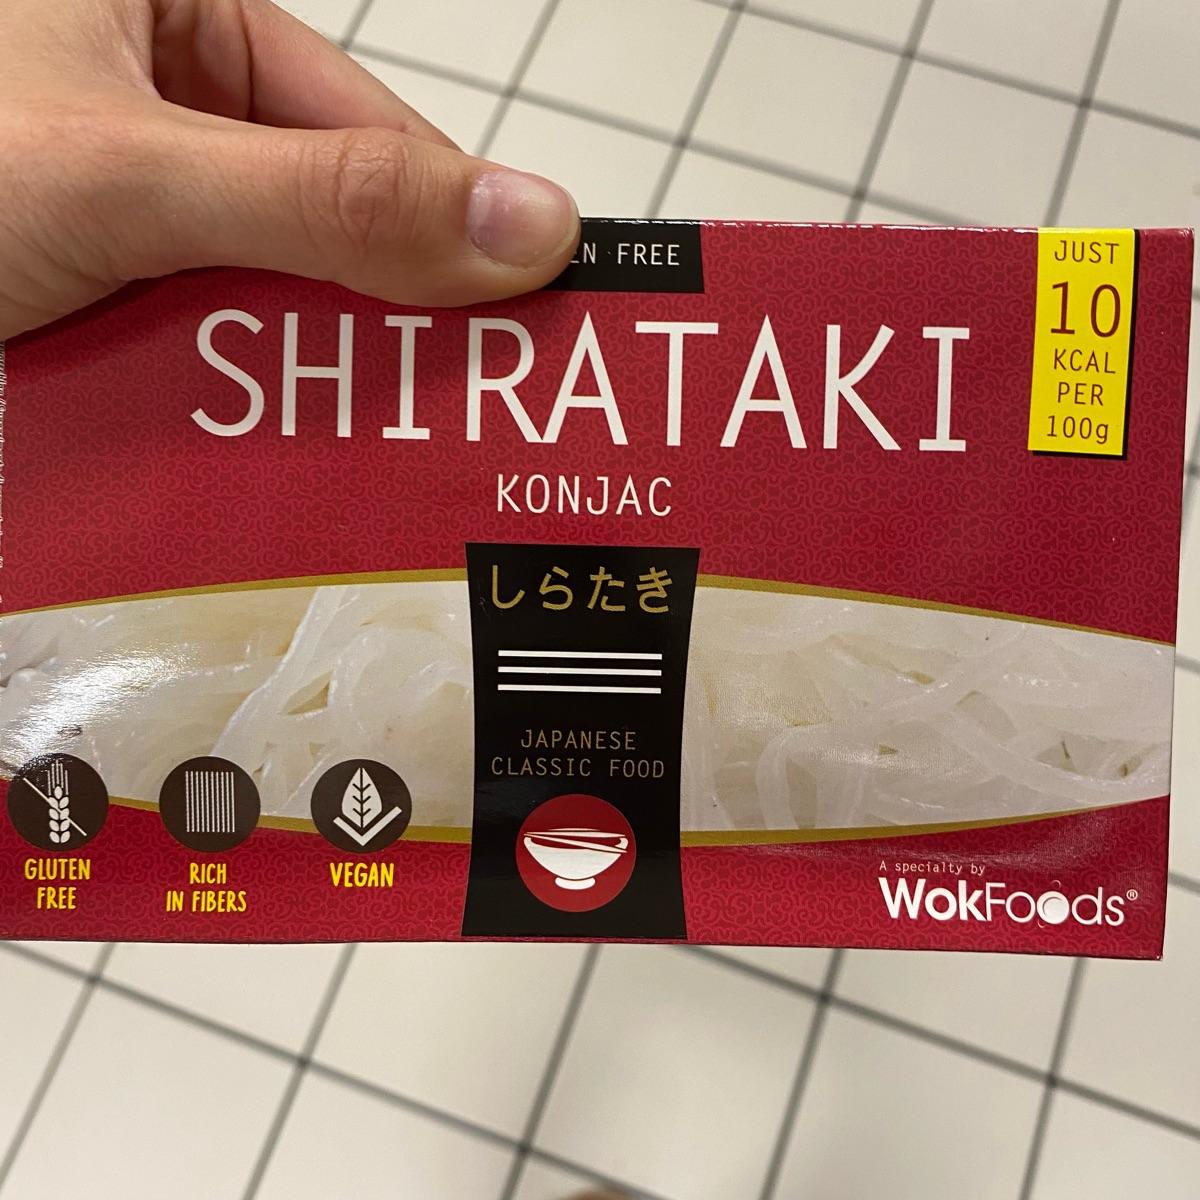 FREE
JUST
10
KCAL
PER
100g
SHIRATAKI
KONJAC
しらたき
JAPANESE
CLASSIC FOOD
GLUTEN
FREE
RICH
IN FIBERS
VEGAN
A specialty by
WokFoods®